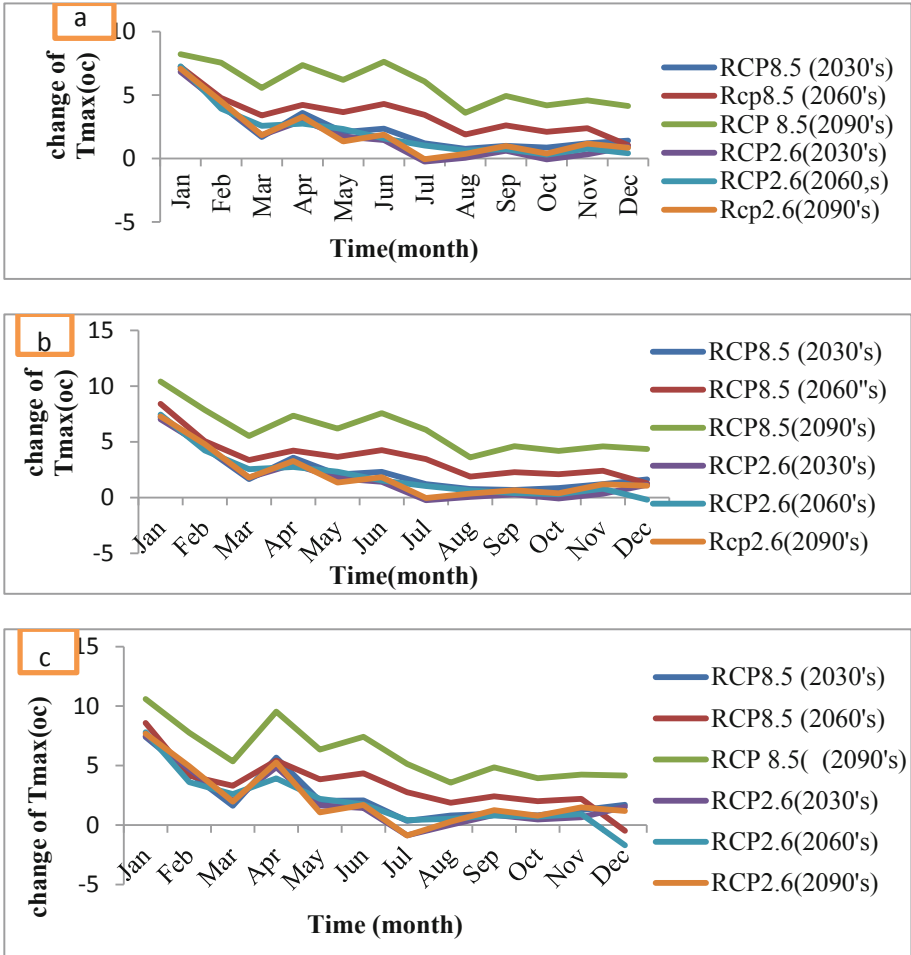 a
10
5
0
-5
change of
Tmax(oc)
Jan
Feb
Mar
Apr
May
Jun
Jul
Aug
Sep
Oct
Nov
Dec
Time(month)
RCP8.5 (2030's)
Rcp8.5 (2060's)
RCP 8.5(2090's)
RCP2.6(2030's)
RCP2.6(2060,s)
Rcp2.6(2090's)
b
15
10
5
0
-5
change of
Tmax(oc)
Jan
Feb
Mar
Apr
May
Jun
Jul
Aug
Sep
Oct
Nov
Dec
Time(month)
RCP8.5 (2030's)
RCP8.5 (2060"s)
RCP8.5(2090's)
RCP2.6(2030's)
RCP2.6(2060's)
Rcp2.6(2090's)
c
15
10
5
0
-5
change of Tmax(oc)
Jan
Feb
Mar
Apr
May
Jun
Jul
Aug
Sep
Oct
Nov
Dec
Time (month)
RCP8.5 (2030's)
RCP8.5 (2060's)
RCP 8.5( (2090's)
RCP2.6(2030's)
RCP2.6(2060's)
RCP2.6(2090's)